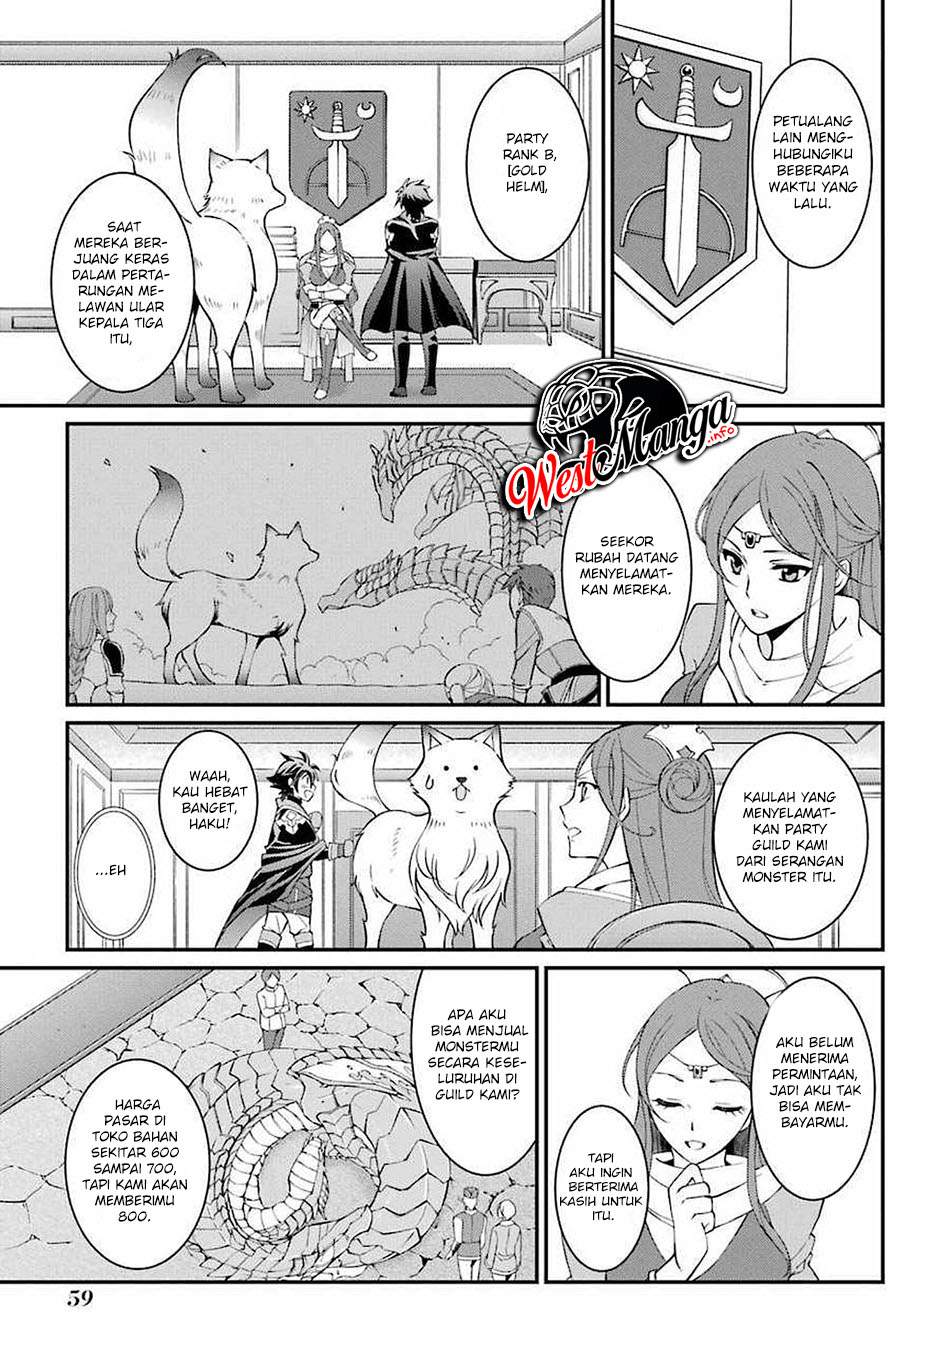 PETUALANG
LAIN MENG-
HUBUNGIKU
BEBERAPA
WAKTU YANG
LALU.
PARTY
RANK B,
[GOLD
HELM],
SAAT
MEREKA BER-
JUANG KERAS
DALAM PERTA-
RUNGAN ME-
LAWAN ULAR
KEPALA TIGA
ITU,
WestManga
.info
SEEKOR
RUBAH DATANG
MENYELAMAT-
KAN MEREKA.
KAULAH YANG
MENYELAMAT-
KAN PARTY
GUILD KAMI
DARI SERANGAN
MONSTER ITU.
WAAH,
KAU HEBAT
BANGET,
HAKU!
...EH
AKU BELUM
MENERIMA
PERMINTAAN,
JADI AKU TAK
BISA MEM-
BAYARMU.
TAPI
AKU INGIN
BERTERIMA
KASIH UNTUK
ITU.
APA AKU
BISA MENJUAL
MONSTERMU
SECARA KESE-
LURUHAN DI
GUILD KAMI?
HARGA
PASAR DI
TOKO BAHAN
SEKITAR 600
SAMPAI 700,
TAPI KAMI AKAN
MEMBERIMU
800.
59